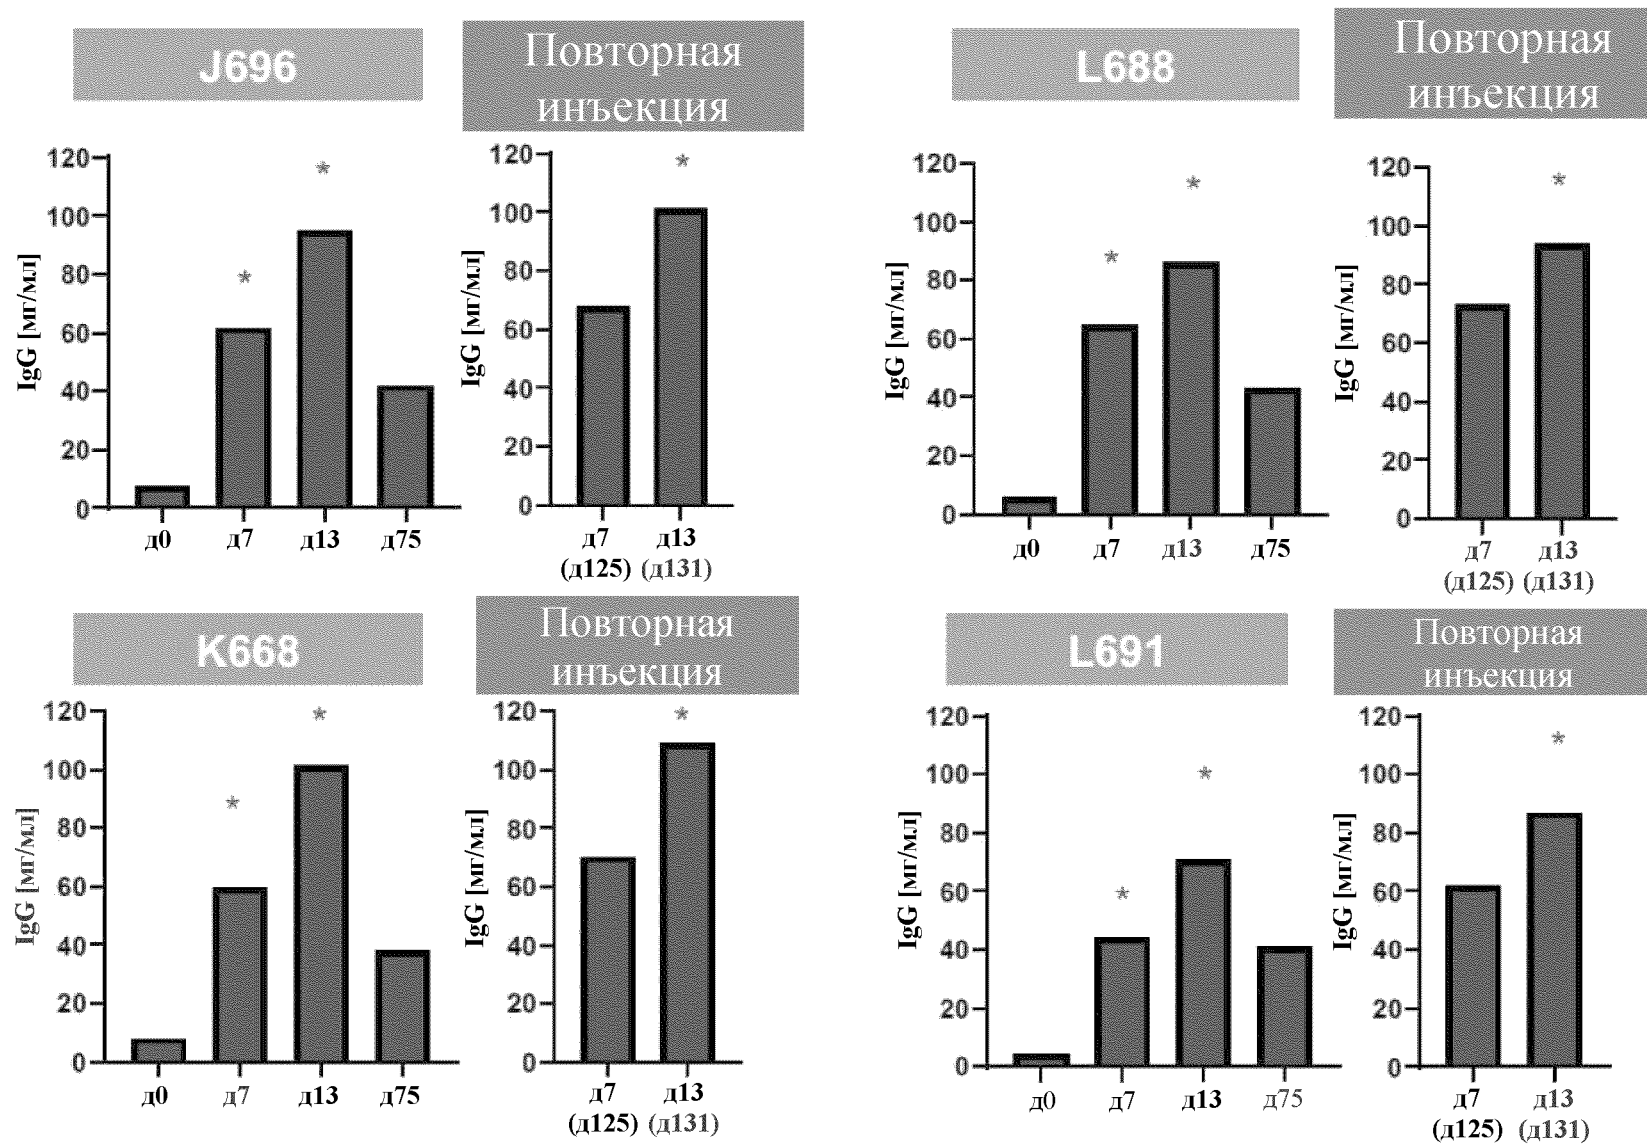 J696
120
100
80
60
40
20
0
IgG [мг/мл]
*
*
д0 д7 д13 д75
Повторная
инъекция
120
100
80
60
40
20
0
IgG [мг/мл]
*
д7 д13
(д125) (д131)
L688
120
100
80
60
40
20
0
IgG [мг/мл]
*
*
д0 д7 д13 д75
Повторная
инъекция
120
100
80
60
40
20
0
IgG [мг/мл]
*
д7 д13
(д125) (д131)
K668
120
100
80
60
40
20
0
IgG [мг/мл]
*
*
д0 д7 д13 д75
Повторная
инъекция
120
100
80
60
40
20
0
IgG [мг/мл]
*
д7 д13
(д125) (д131)
L691
120
100
80
60
40
20
0
IgG [мг/мл]
*
*
д0 д7 д13 д75
Повторная
инъекция
120
100
80
60
40
20
0
IgG [мг/мл]
*
д7 д13
(д125) (д131)